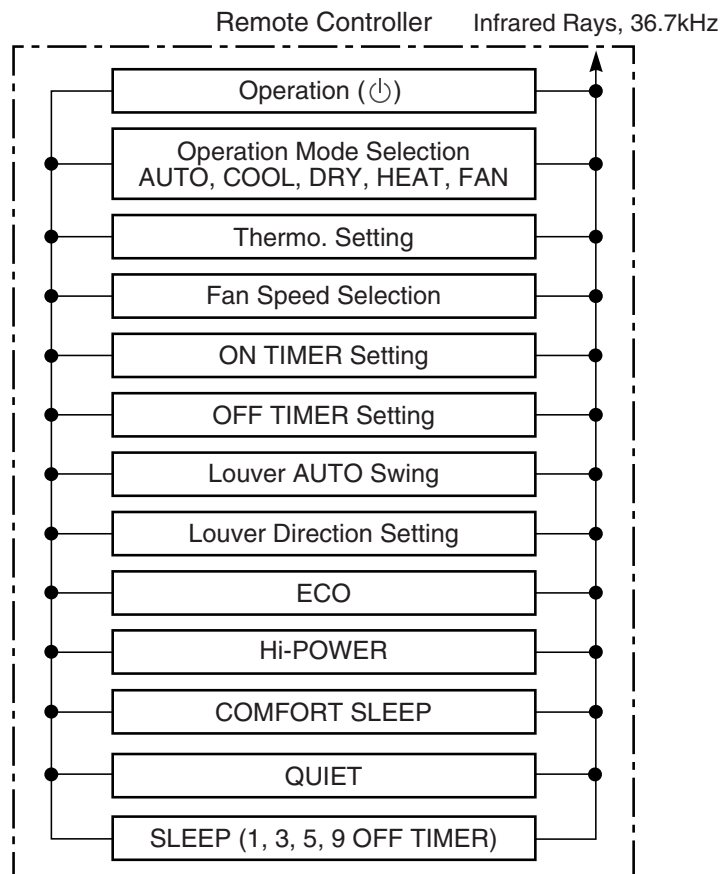 Remote Controller Infrared Rays, 36.7kHz
Operation (⏻)
Operation Mode Selection
AUTO, COOL, DRY, HEAT, FAN
Thermo. Setting
Fan Speed Selection
ON TIMER Setting
OFF TIMER Setting
Louver AUTO Swing
Louver Direction Setting
ECO
Hi-POWER
COMFORT SLEEP
QUIET
SLEEP (1, 3, 5, 9 OFF TIMER)